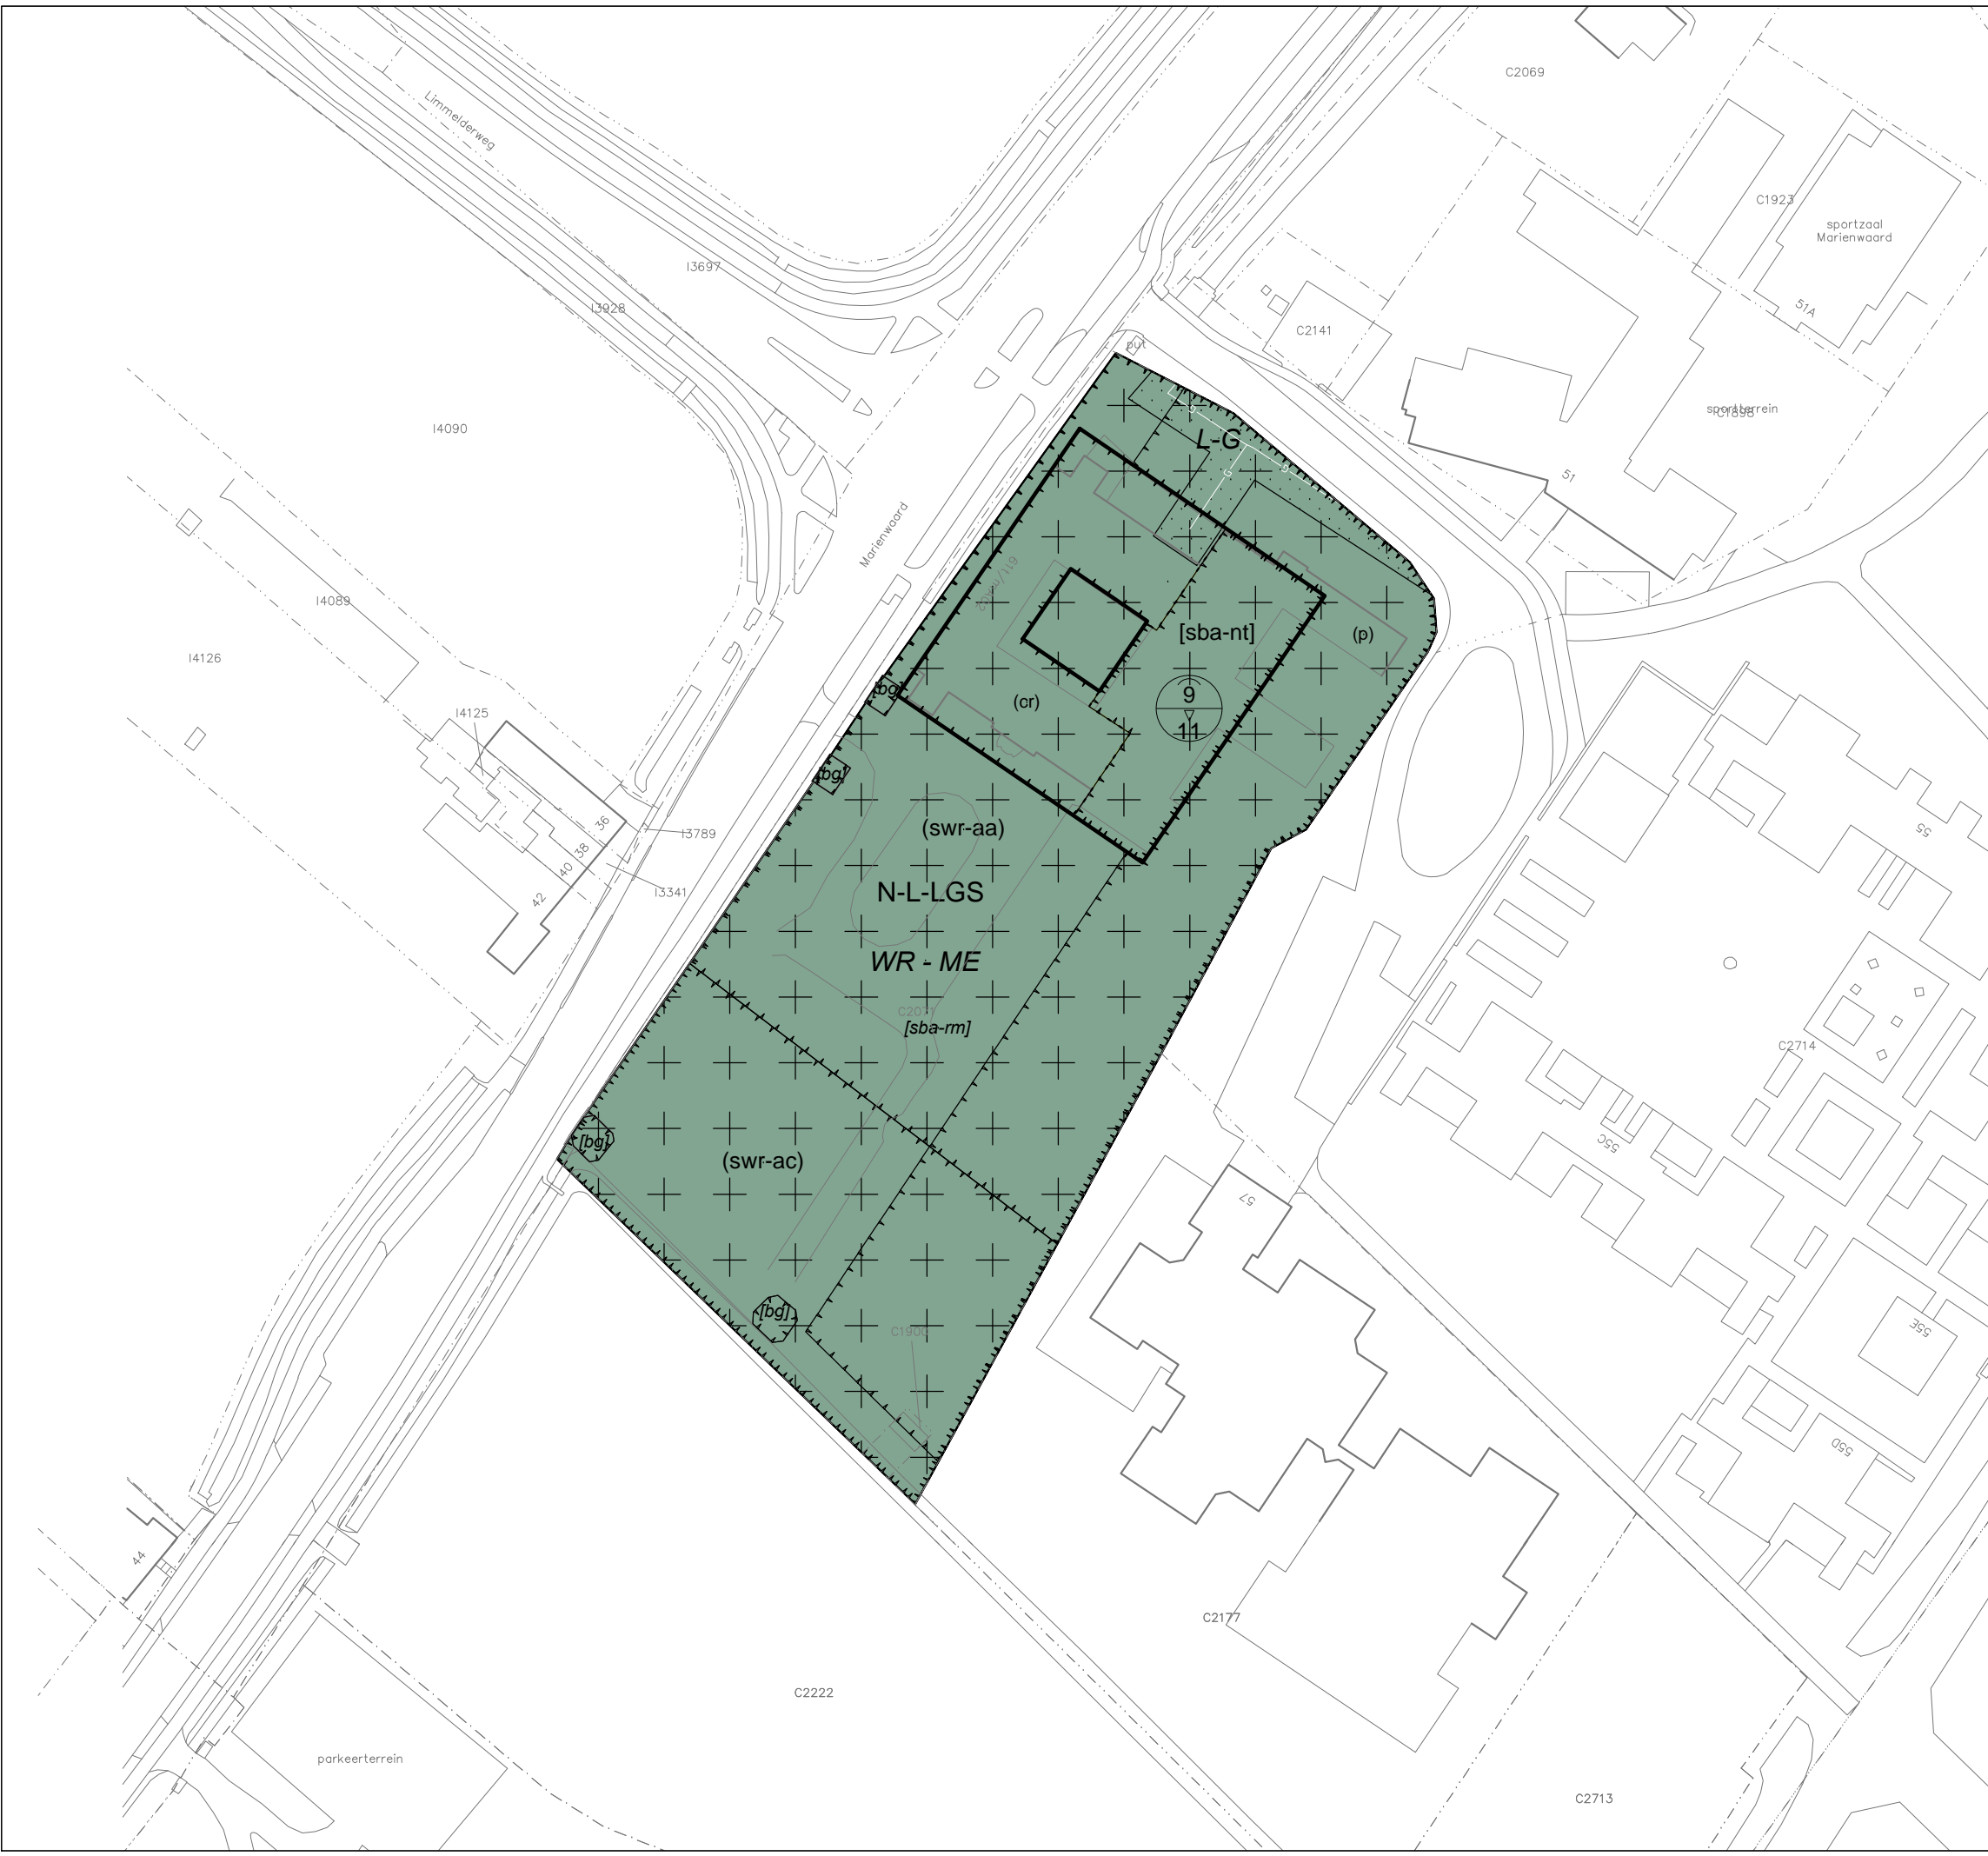 C2069
Limmelderweg
C1923
sportzaal
Marienwaard
I3697
I3928
51A
C2141
put
sportterrein
C1898
I4090
L-G
G
G
G
G
51
Marienwaard
I4089
[sba-nt]
(p)
I4126
[bg]
(cr)
9
11
I4125
[bg]
36
38
40
42
I3789
I3341
(swr-aa)
55
N-L-LGS
WR - ME
C2071
[sba-rm]
C2714
[bg]
(swr-ac)
55C
57
[bg]
C1900
55E
55D
44
C2177
C2222
parkeerterrein
C2713